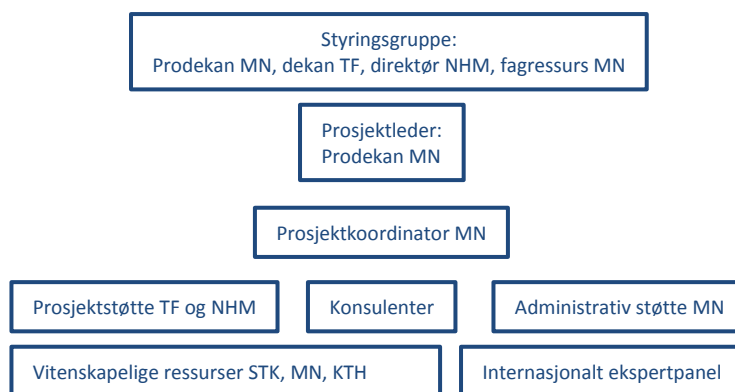 Styringsgruppe:
Prodekan MN, dekan TF, direktør NHM, fagressurs MN
Prosjektleder:
Prodekan MN
Prosjektkoordinator MN
Prosjektstøtte TF og NHM
Konsulenter
Administrativ støtte MN
Vitenskapelige ressurser STK, MN, KTH
Internasjonalt ekspertpanel